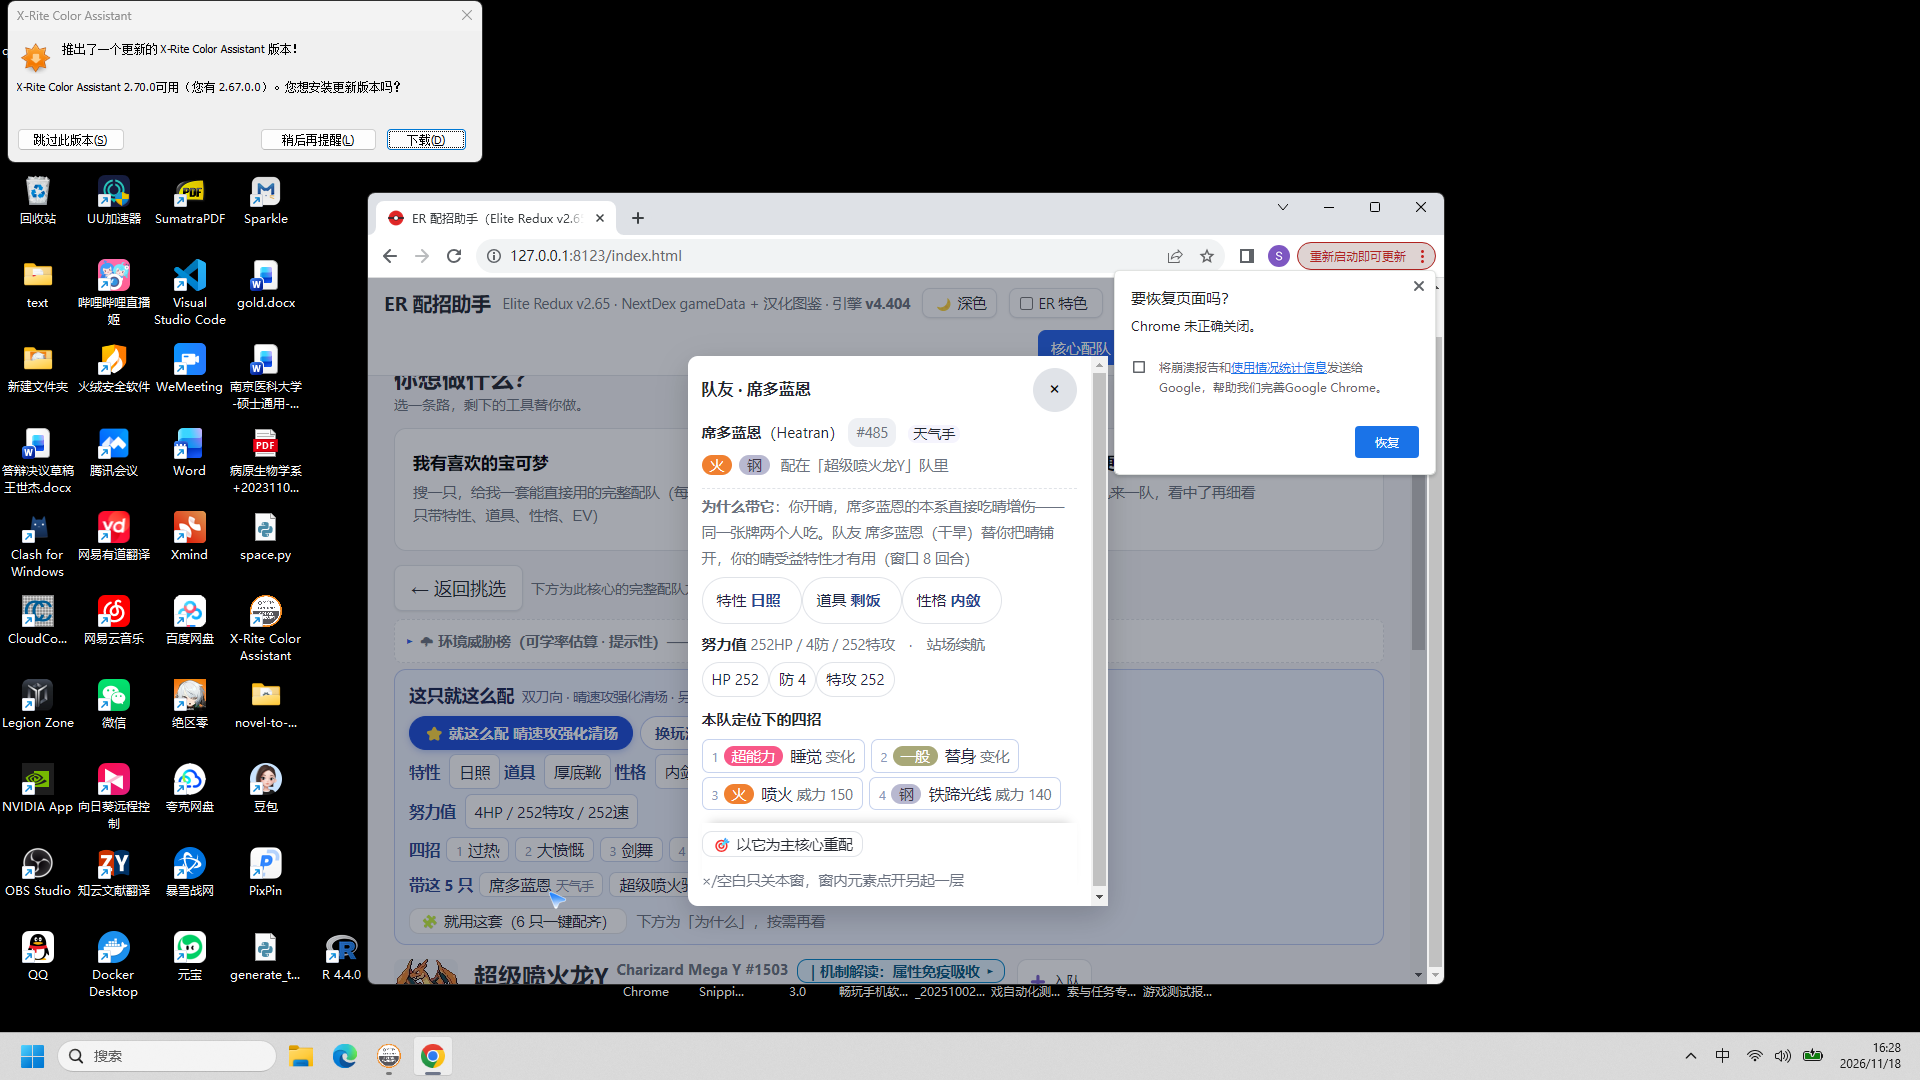 X-Rite Color Assistant
推出了一个更新的 X-Rite Color Assistant 版本!
X-Rite Color Assistant 2.70.0可用（您有 2.67.0.0）。您想安装更新版本吗?
跳过此版本(S)
稍后再提醒(L)
下载(D)
回收站
UU加速器
SumatraPDF
Sparkle
text
哔哩哔哩直播姬
Visual Studio Code
gold.docx
新建文件夹
火绒安全软件
WeMeeting
南京医科大学-硕士通用-...
答辩决议草稿王世杰.docx
腾讯会议
Word
病原生物学系+2023110...
Clash for Windows
网易有道翻译
Xmind
space.py
CloudCo...
网易云音乐
百度网盘
X-Rite Color Assistant
Legion Zone
微信
绝区零
novel-to-...
NVIDIA App
向日葵远程控制
夸克网盘
豆包
OBS Studio
知云文献翻译
暴雪战网
PixPin
QQ
Docker Desktop
元宝
generate_t...
R 4.4.0
ER 配招助手（Elite Redux v2.65
127.0.0.1:8123/index.html
S
重新启动即可更新
ER 配招助手
Elite Redux v2.65 · NextDex gameData + 汉化图鉴 · 引擎 v4.404
深色
ER 特色
核心配队
要恢复页面吗?
Chrome 未正确关闭。
将崩溃报告和使用情况统计信息发送给
Google，帮助我们完善Google Chrome。
恢复
你想做什么?
选一条路，剩下的工具替你做。
我有喜欢的宝可梦
搜一只，给我一套能直接用的完整配队（每
只带特性、道具、性格、EV）
来一队，看中了再细看
← 返回挑选
下方为此核心的完整配队
环境威胁榜（可学率估算 · 提示性）——
这只就这么配
双刀向 · 晴速攻强化清场 · 另
就这么配 晴速攻强化清场
换玩
特性
日照
道具
厚底靴
性格
内敛
努力值
4HP / 252特攻 / 252速
四招
1 过热
2 大愤慨
3 剑舞
4
带这 5 只
席多蓝恩 天气手
超级喷火
就用这套（6 只一键配齐）
下方为「为什么」，按需再看
超级喷火龙Y
Charizard Mega Y #1503
| 机制解读：属性免疫吸收
入队
队友 · 席多蓝恩
×
席多蓝恩（Heatran）
#485
天气手
火
钢
配在「超级喷火龙Y」队里
为什么带它：你开晴，席多蓝恩的本系直接吃晴增伤——
同一张牌两个人吃。队友 席多蓝恩（干旱）替你把晴铺
开，你的晴受益特性才有用（窗口 8 回合）
特性 日照
道具 剩饭
性格 内敛
努力值 252HP / 4防 / 252特攻 · 站场续航
HP 252
防 4
特攻 252
本队定位下的四招
1 超能力 睡觉 变化
2 一般 替身 变化
3 火 喷火 威力 150
4 钢 铁蹄光线 威力 140
以它为主核心重配
×/空白只关本窗，窗内元素点开另起一层
Chrome
Snippi...
3.0
畅玩手机软...
_20251002...
戏自动化测...
索与任务专...
游戏测试报...
搜索
中
16:28
2026/11/18